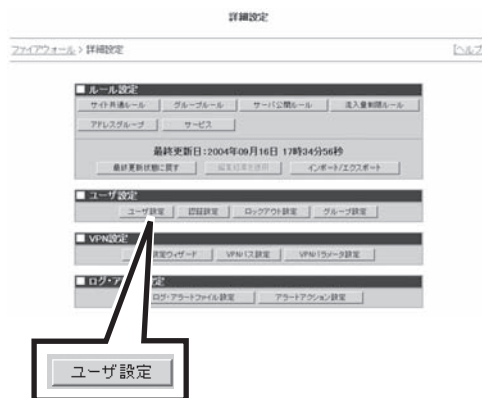 詳細設定
ファイアウォール > 詳細設定
[ヘルプ
■ ルール設定
サイト共通ルール グループルール サーバ公開ルール 流入量制限ルール
アドレスグループ サービス
最終更新日:2004年09月16日 17時34分56秒
最終更新状態に戻す 編集結果を適用 インポート/エクスポート
■ ユーザ設定
ユーザ設定 認証設定 ロックアウト設定 グループ設定
■ VPN設定
設定ウィザード VPNパス設定 VPNパラメータ設定
■ ログ・ア 定
ログ・アラートファイル設定 アラートアクション設定
ユーザ設定